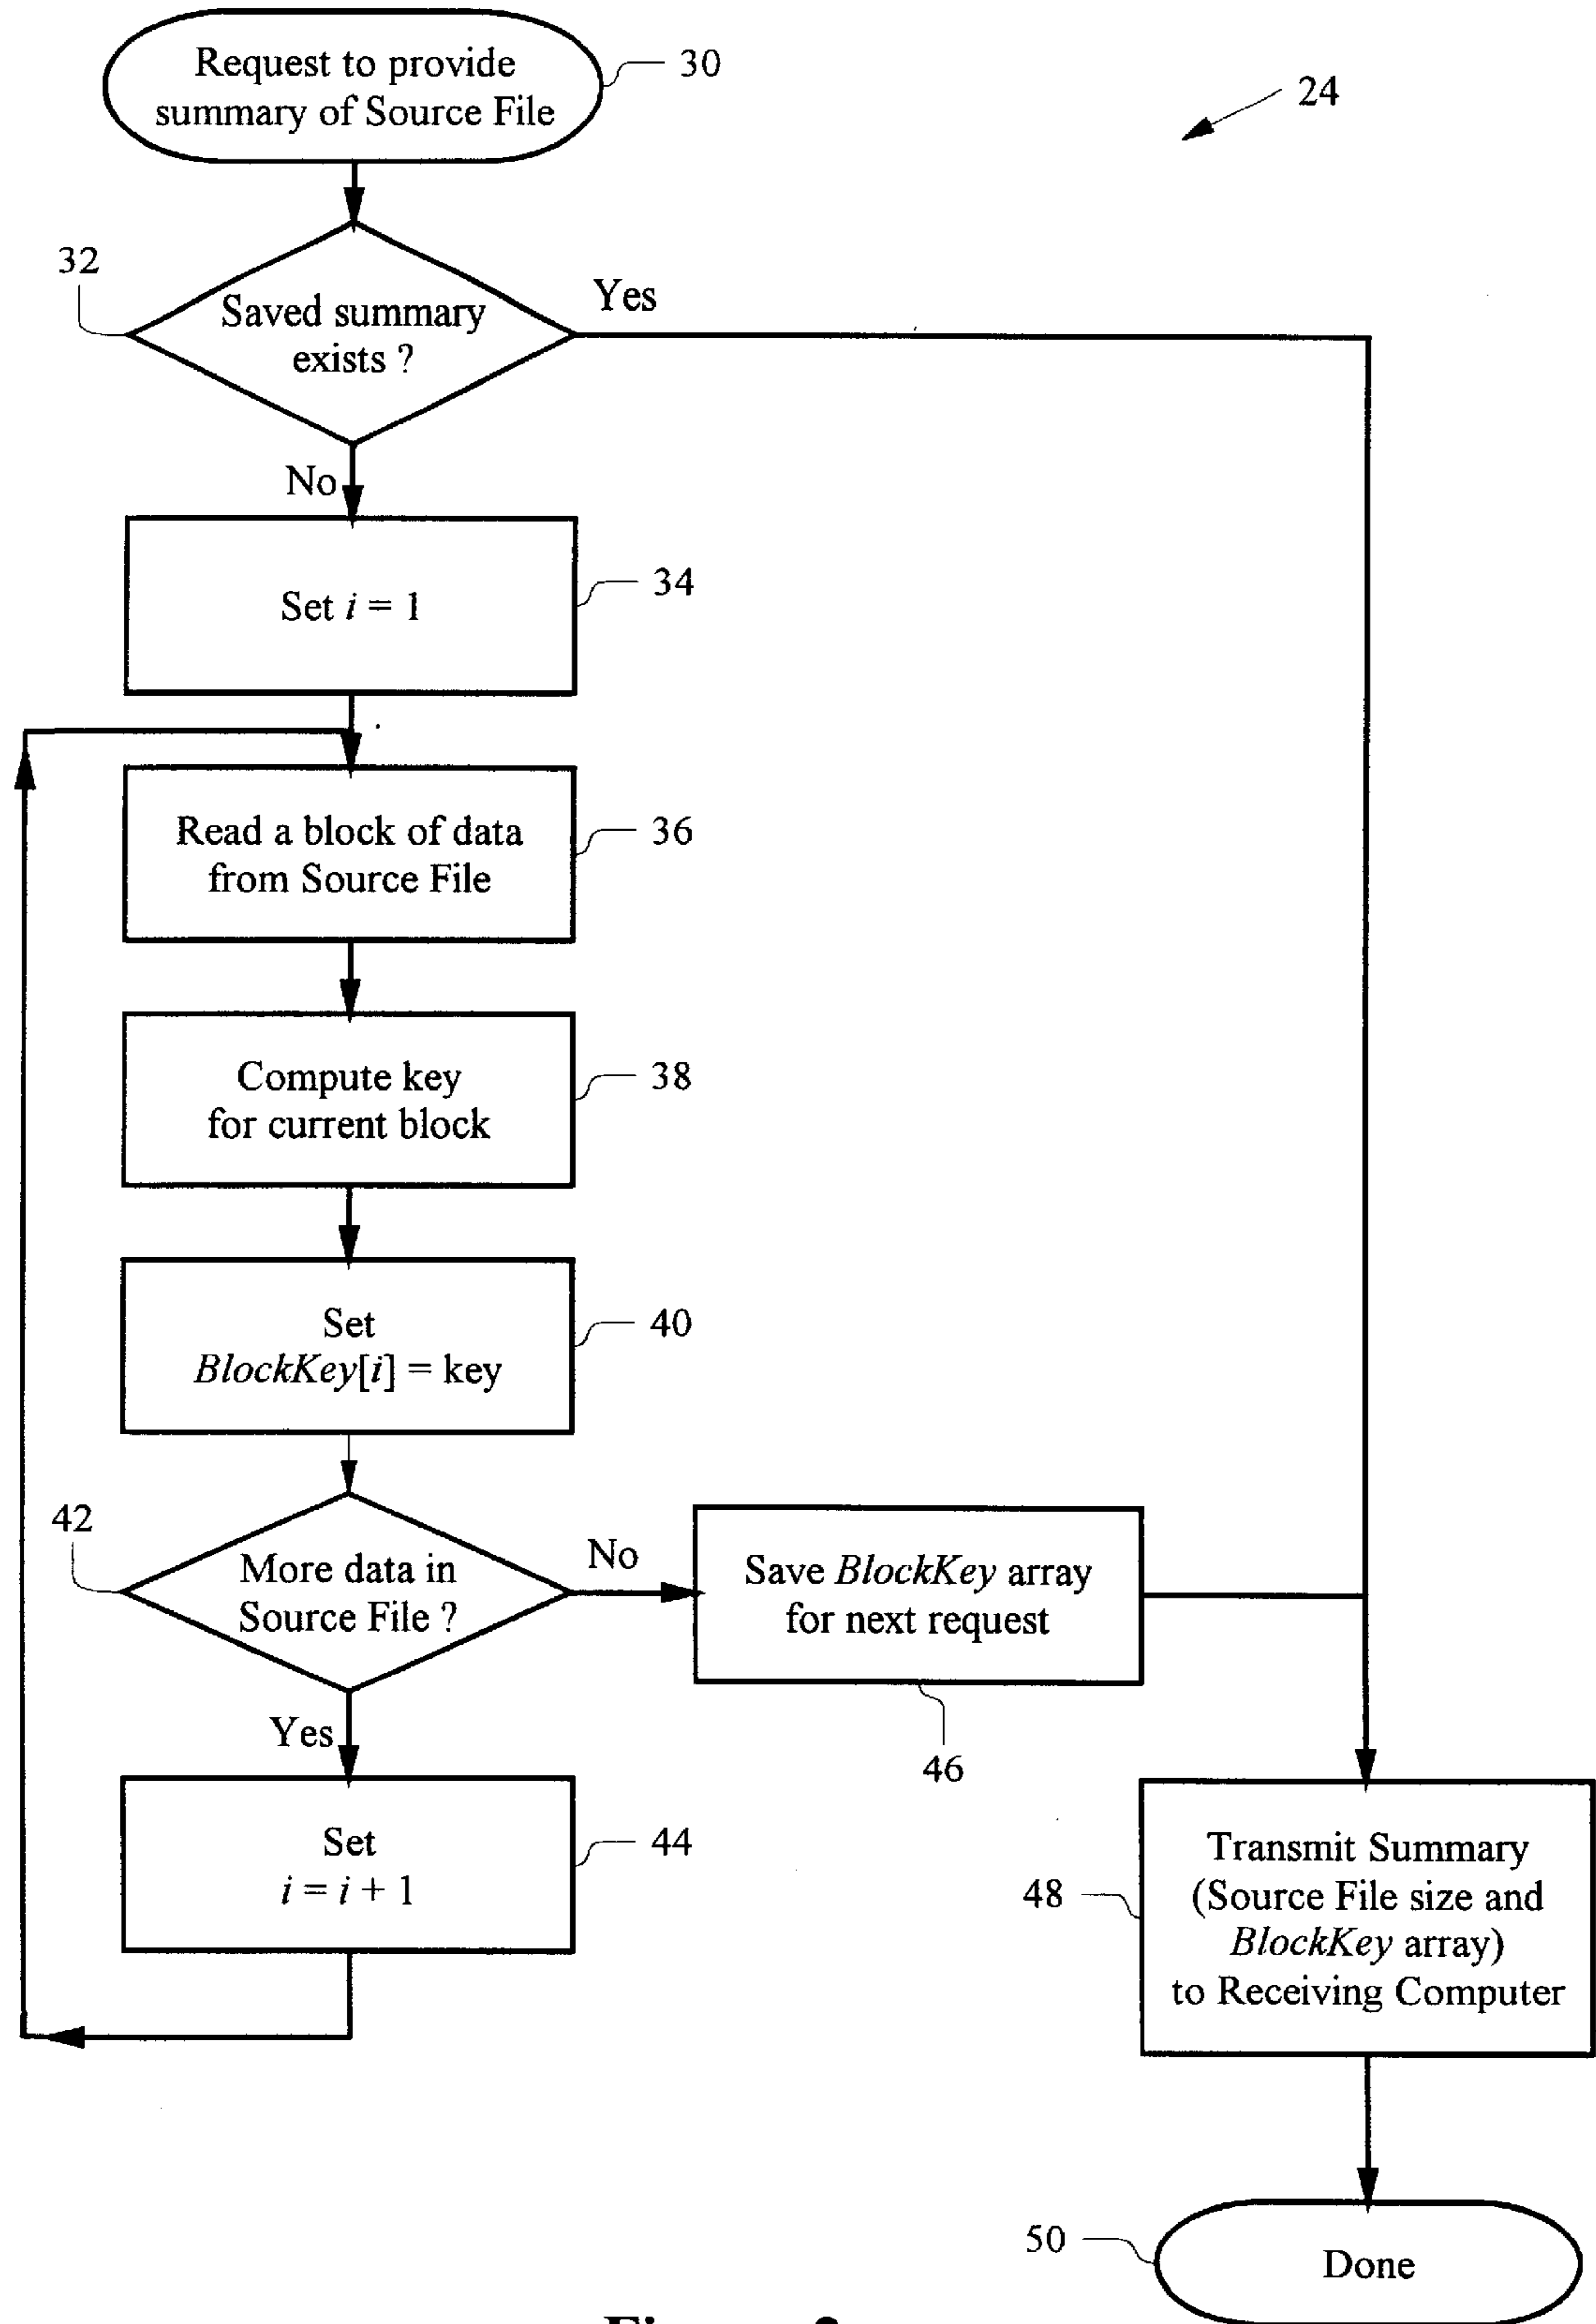 Request to provide
summary of Source File
30
24
32
Saved summary
exists ?
Yes
No
Set i = 1
34
Read a block of data
from Source File
36
Compute key
for current block
38
Set
BlockKey[i] = key
40
42
More data in
Source File ?
No
Save BlockKey array
for next request
46
Yes
Set
i = i + 1
44
48
Transmit Summary
(Source File size and
BlockKey array)
to Receiving Computer
50
Done